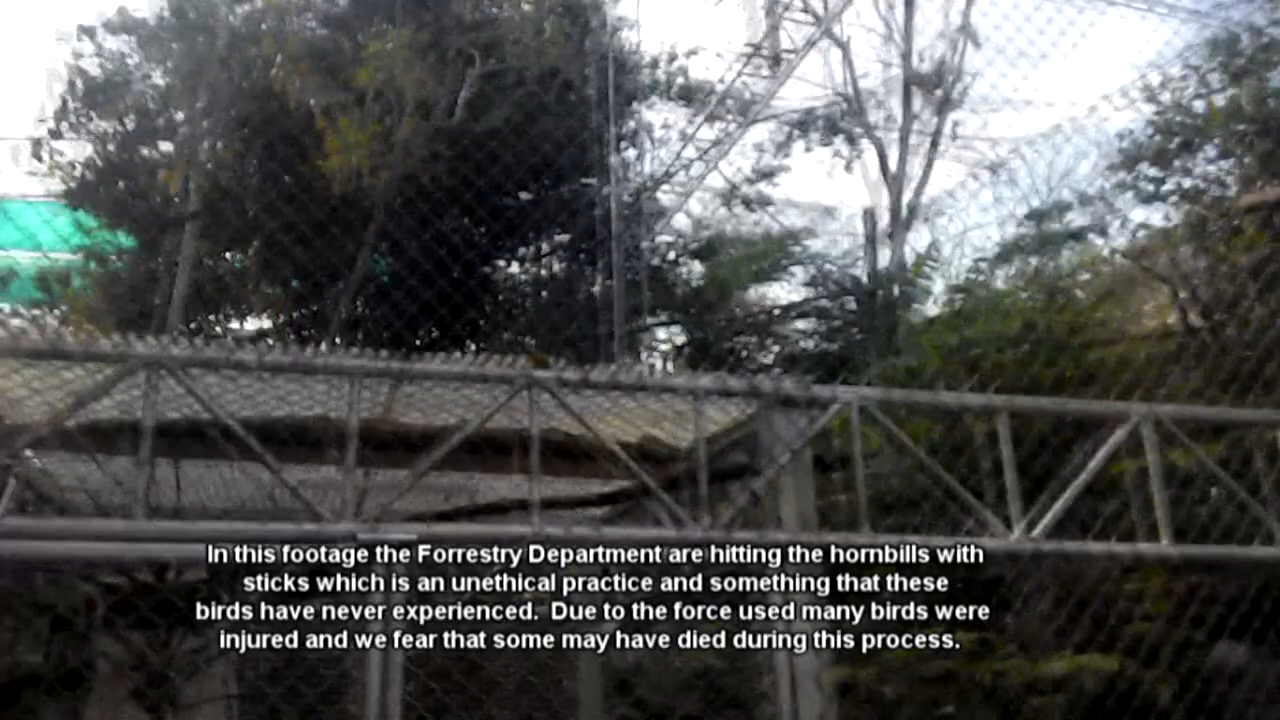 In this footage the Forrestry Department are hitting the hornbills with
sticks which is an unethical practice and something that these
birds have never experienced.  Due to the force used many birds were
injured and we fear that some may have died during this process.